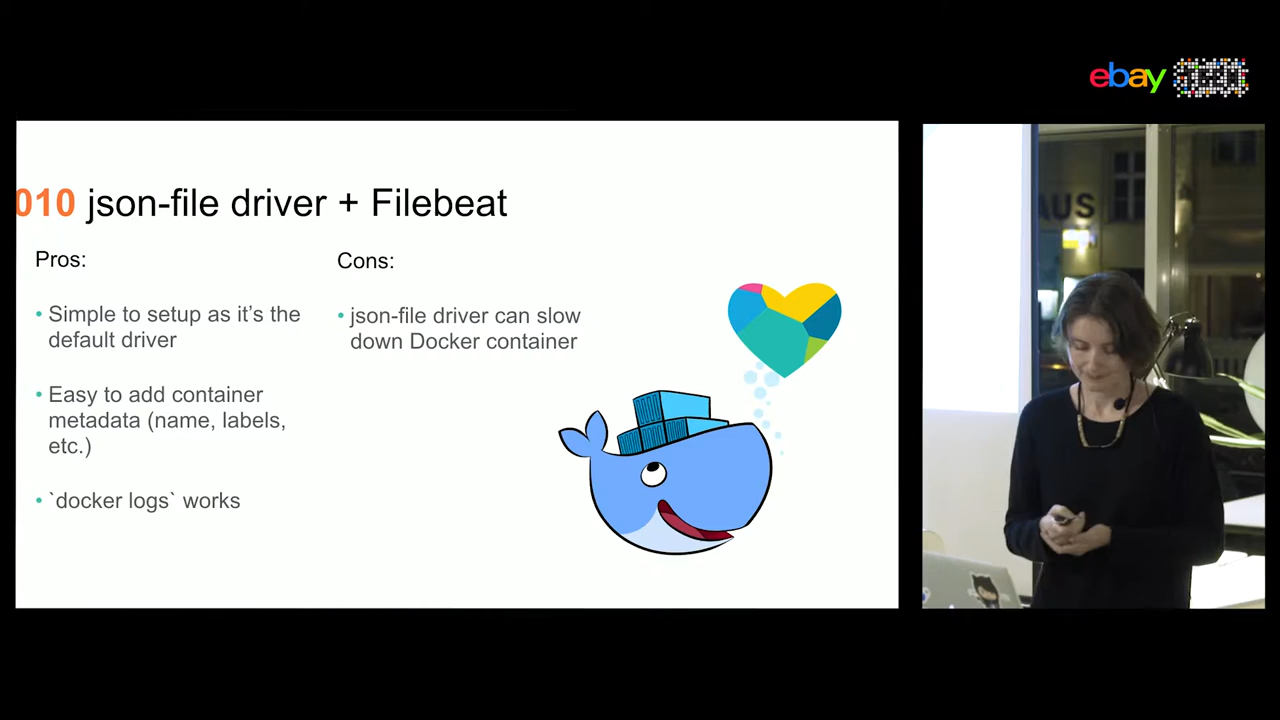 ebay
010 json-file driver + Filebeat
Pros:
• Simple to setup as it's the
default driver
• Easy to add container
metadata (name, labels,
etc.)
• `docker logs` works
Cons:
• json-file driver can slow
down Docker container
AUS